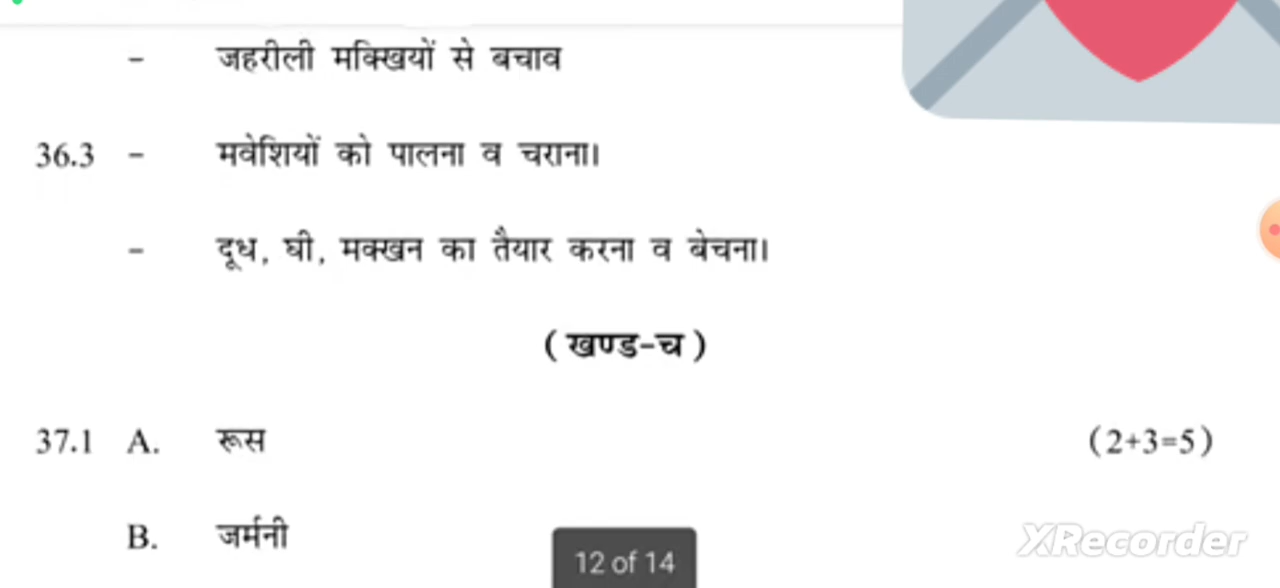 - जहरीली मक्खियों से बचाव
36.3 - मवेशियों को पालना व चराना।
- दूध, घी, मक्खन का तैयार करना व बेचना।
(खण्ड-च)
37.1 A. रूस (2+3=5)
B. जर्मनी
12 of 14
XRecorder